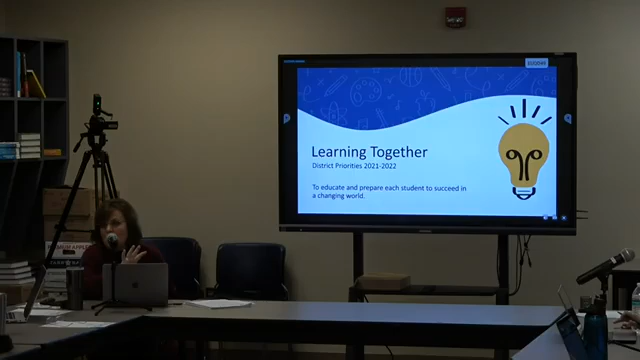 Learning Together
District Priorities 2021-2022
To educate and prepare each student to succeed in
a changing world.